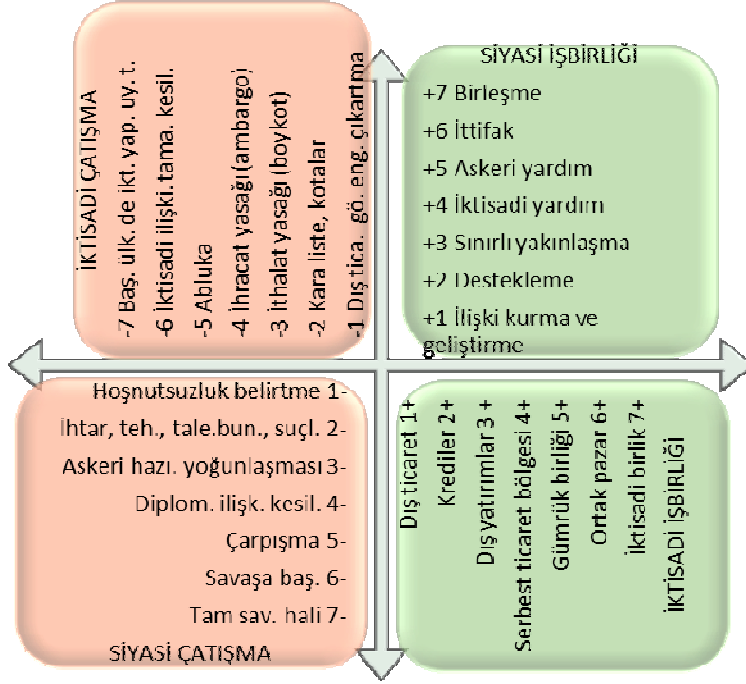 İKTİSADİ ÇATIŞMA
-7 Baş. ülk. de ikt. yap. uy. t.
-6 İktisadi ilişki. tama. kesil.
-5 Abluka
-4 İhracat yasağı (ambargo)
-3 İthalat yasağı (boykot)
-2 Kara liste, kotalar
-1 Dış tica. gö. eng. çıkartma
SİYASİ İŞBİRLİĞİ
+7 Birleşme
+6 İttifak
+5 Askeri yardım
+4 İktisadi yardım
+3 Sınırlı yakınlaşma
+2 Destekleme
+1 İlişki kurma ve
geliştirme
Hoşnutsuzluk belirtme 1-
İhtar, teh., tale.bun., suçl. 2-
Askeri hazı. yoğunlaşması 3-
Diplom. ilişk. kesil. 4-
Çarpışma 5-
Savaşa baş. 6-
Tam sav. hali 7-
SİYASİ ÇATIŞMA
Dış ticaret 1+
Krediler 2+
Dış yatırımlar 3 +
Serbest ticaret bölgesi 4+
Gümrük birliği 5+
Ortak pazar 6+
İktisadi birlik 7+
İKTİSADİ İŞBİRLİĞİ